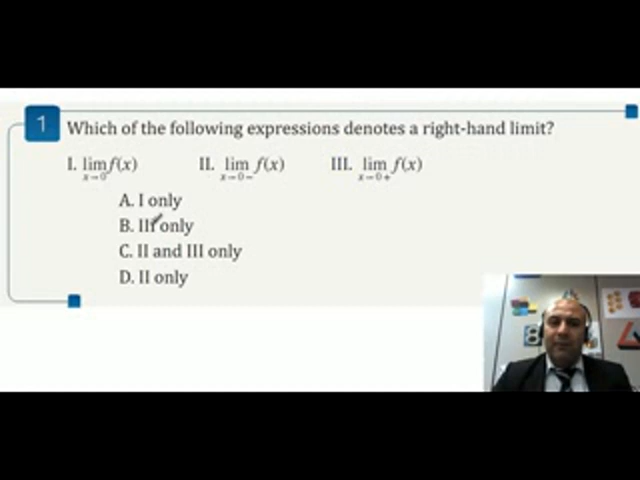 1
Which of the following expressions denotes a right-hand limit?
I. lim f(x) II. lim f(x) III. lim f(x)
x→0 x→0− x→0+
A. I only
B. III only
C. II and III only
D. II only